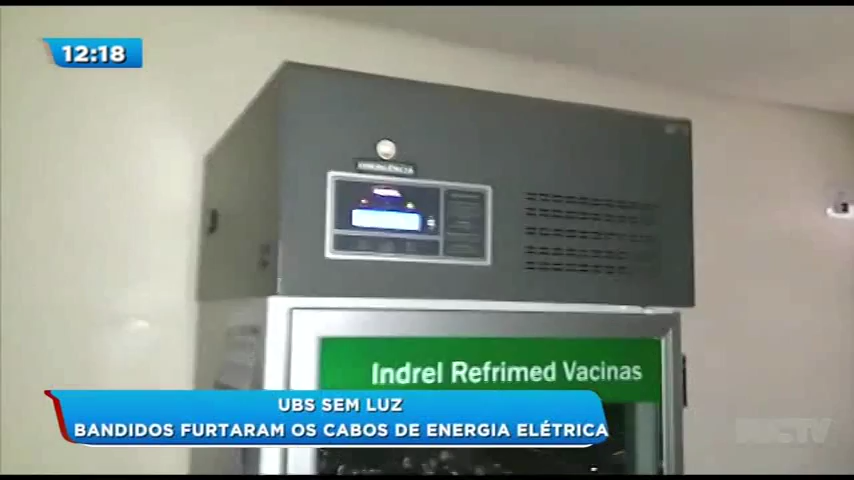 12:18
EMERGÊNCIA
Indrel Refrimed Vacinas
UBS SEM LUZ
BANDIDOS FURTARAM OS CABOS DE ENERGIA ELÉTRICA